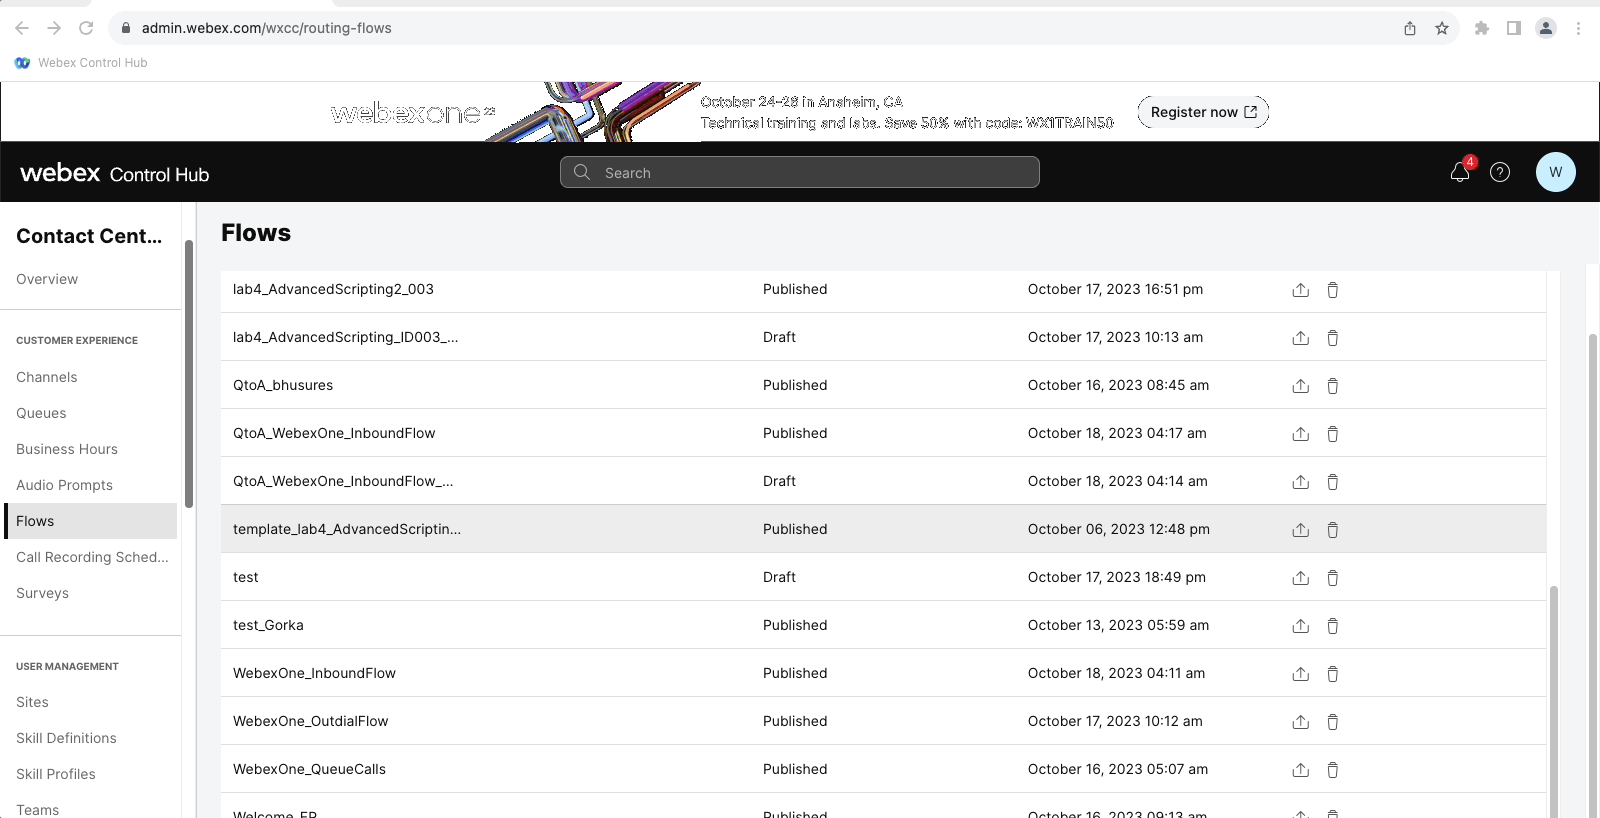 admin.webex.com/wxcc/routing-flows
Webex Control Hub
webexone
October 24-26 in Anaheim, CA
Technical training and labs. Save 50% with code: WX1TRAIN50
Register now
webex Control Hub
Search
4
?
W
Contact Cent...
Overview
CUSTOMER EXPERIENCE
Channels
Queues
Business Hours
Audio Prompts
Flows
Call Recording Sched...
Surveys
USER MANAGEMENT
Sites
Skill Definitions
Skill Profiles
Teams
Flows
lab4_AdvancedScripting2_003 Published October 17, 2023 16:51 pm
lab4_AdvancedScripting_ID003_... Draft October 17, 2023 10:13 am
QtoA_bhusures Published October 16, 2023 08:45 am
QtoA_WebexOne_InboundFlow Published October 18, 2023 04:17 am
QtoA_WebexOne_InboundFlow_... Draft October 18, 2023 04:14 am
template_lab4_AdvancedScriptin... Published October 06, 2023 12:48 pm
test Draft October 17, 2023 18:49 pm
test_Gorka Published October 13, 2023 05:59 am
WebexOne_InboundFlow Published October 18, 2023 04:11 am
WebexOne_OutdialFlow Published October 17, 2023 10:12 am
WebexOne_QueueCalls Published October 16, 2023 05:07 am
Welcome_EP Published October 16, 2023 09:13 am